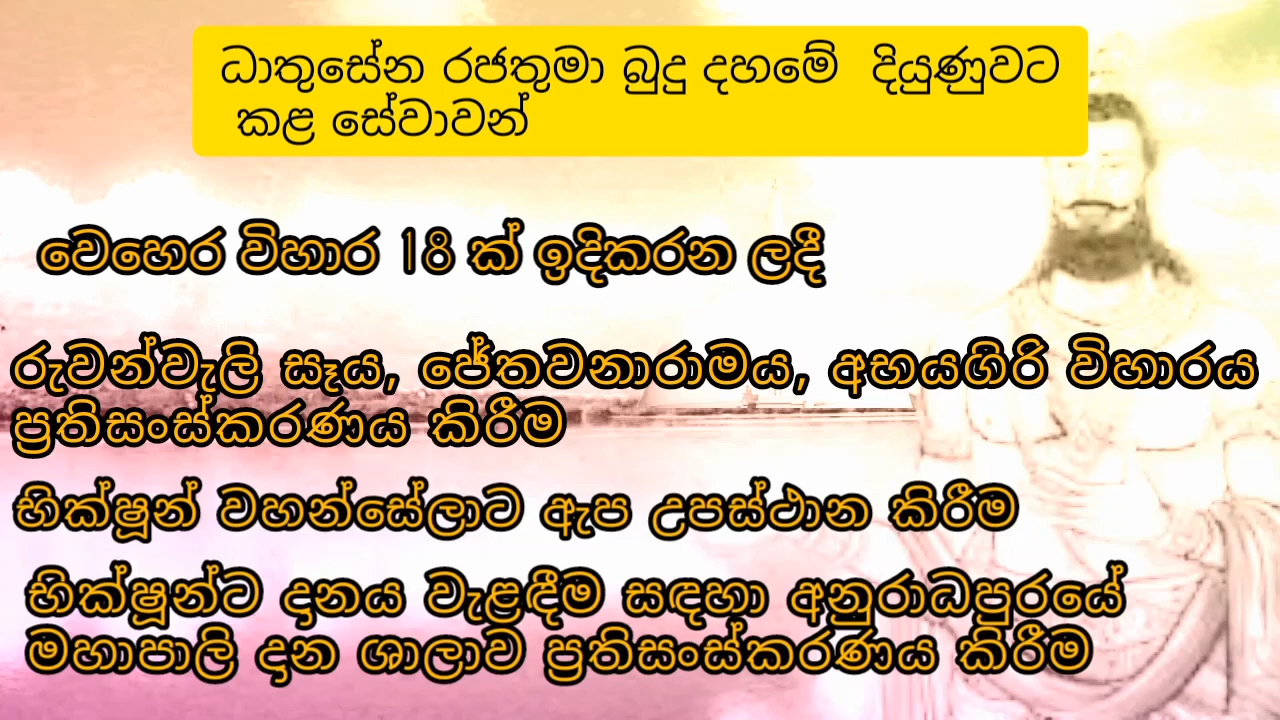 ධාතුසේන රජතුමා බුදු දහමේ දියුණුවට
කළ සේවාවන්
වෙහෙර විහාර 18 ක් ඉදිකරන ලදී
රුවන්වැලි සෑය, ජේතවනාරාමය, අභයගිරි විහාරය
ප්‍රතිසංස්කරණය කිරීම
භික්ෂූන් වහන්සේලාට ඇප උපස්ථාන කිරීම
භික්ෂූන්ට දානය වැළඳීම සඳහා අනුරාධපුරයේ
මහාපාලි දාන ශාලාව ප්‍රතිසංස්කරණය කිරීම